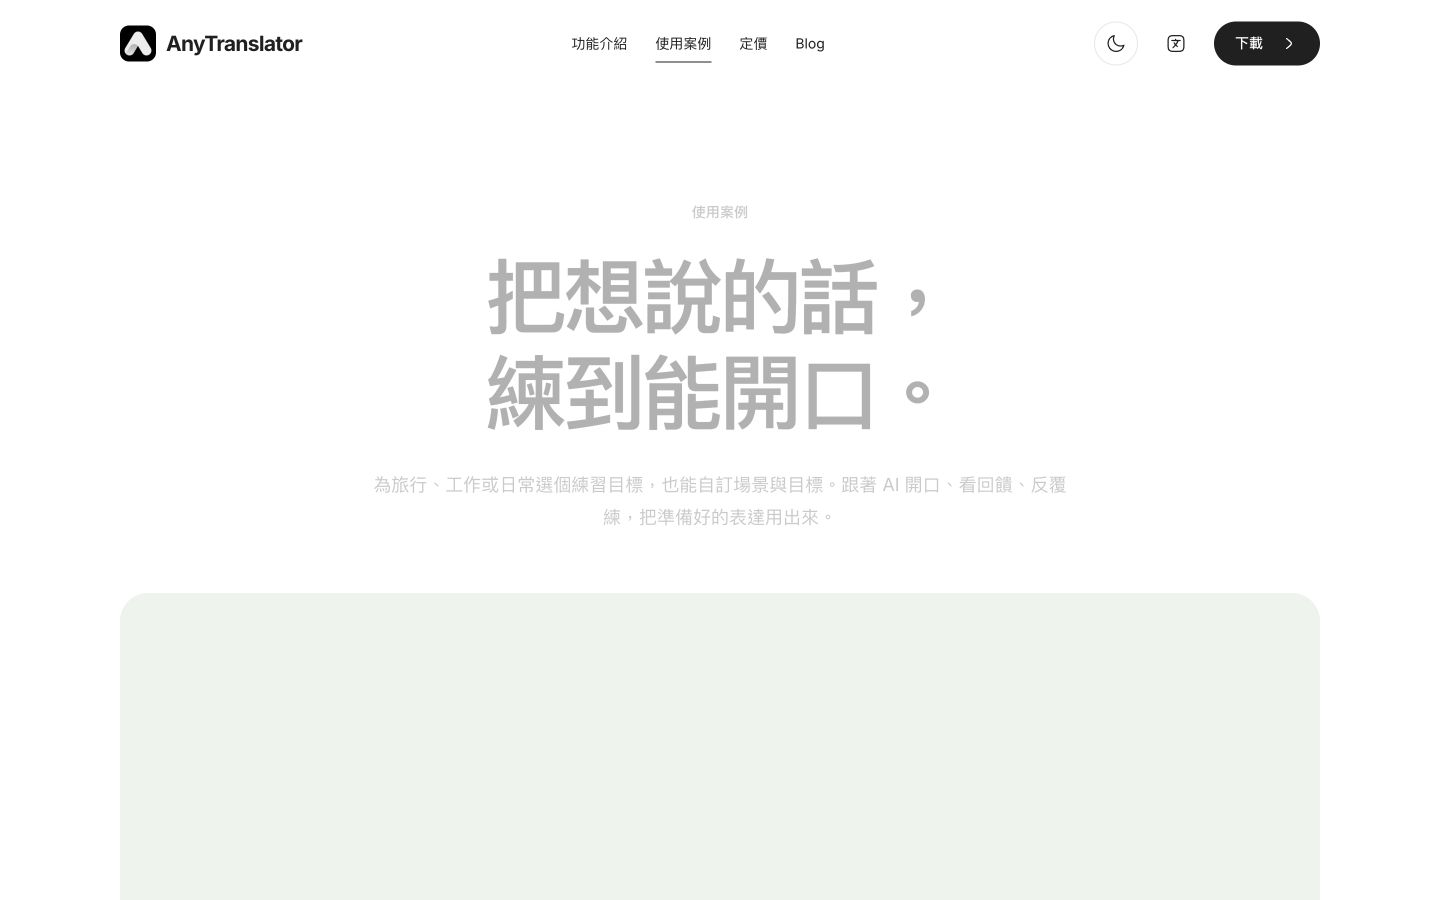 AnyTranslator
功能介紹
使用案例
定價
Blog
下載
使用案例
把想說的話，
練到能開口。
為旅行、工作或日常選個練習目標，也能自訂場景與目標。跟著 AI 開口、看回饋、反覆
練，把準備好的表達用出來。